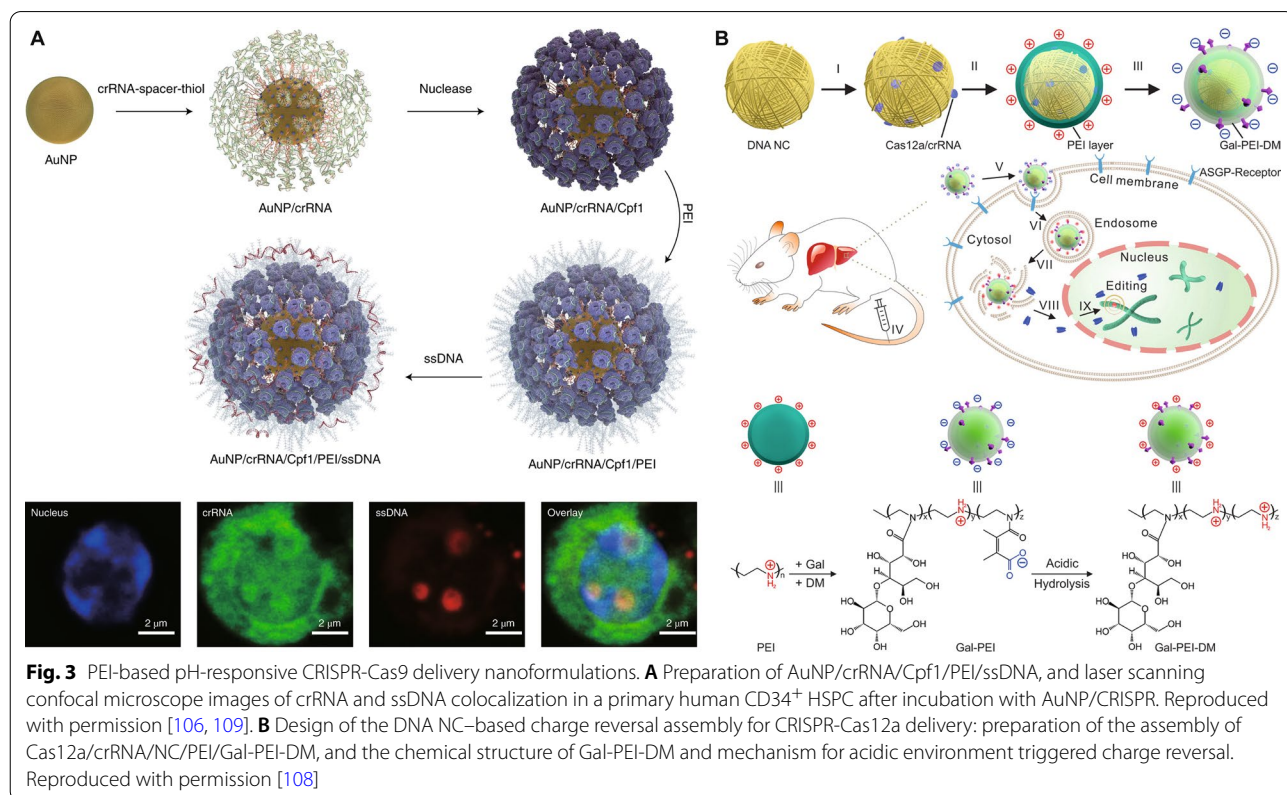 A
AuNP
crRNA-spacer-thiol
AuNP/crRNA
Nuclease
AuNP/crRNA/Cpf1
PEI
AuNP/crRNA/Cpf1/PEI
ssDNA
AuNP/crRNA/Cpf1/PEI/ssDNA
Nucleus
2 μm
crRNA
2 μm
ssDNA
2 μm
Overlay
2 μm
B
I
II
III
DNA NC
Cas12a/crRNA
PEI layer
Gal-PEI-DM
V
Cell membrane
ASGP-Receptor
VI
Endosome
Cytosol
VII
Nucleus
Editing
VIII
IX
IV
PEI
+ Gal
+ DM
Gal-PEI
Acidic
Hydrolysis
Gal-PEI-DM
Fig. 3 PEI-based pH-responsive CRISPR-Cas9 delivery nanoformulations. A Preparation of AuNP/crRNA/Cpf1/PEI/ssDNA, and laser scanning
confocal microscope images of crRNA and ssDNA colocalization in a primary human CD34+ HSPC after incubation with AuNP/CRISPR. Reproduced
with permission [106, 109]. B Design of the DNA NC–based charge reversal assembly for CRISPR-Cas12a delivery: preparation of the assembly of
Cas12a/crRNA/NC/PEI/Gal-PEI-DM, and the chemical structure of Gal-PEI-DM and mechanism for acidic environment triggered charge reversal.
Reproduced with permission [108]